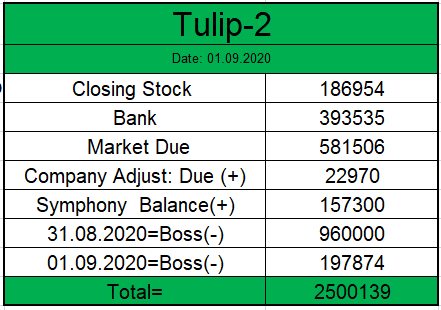 Tulip-2
Date: 01.09.2020
Closing Stock 186954
Bank 393535
Market Due 581506
Company Adjust: Due (+) 22970
Symphony Balance(+) 157300
31.08.2020=Boss(-) 960000
01.09.2020=Boss(-) 197874
Total= 2500139